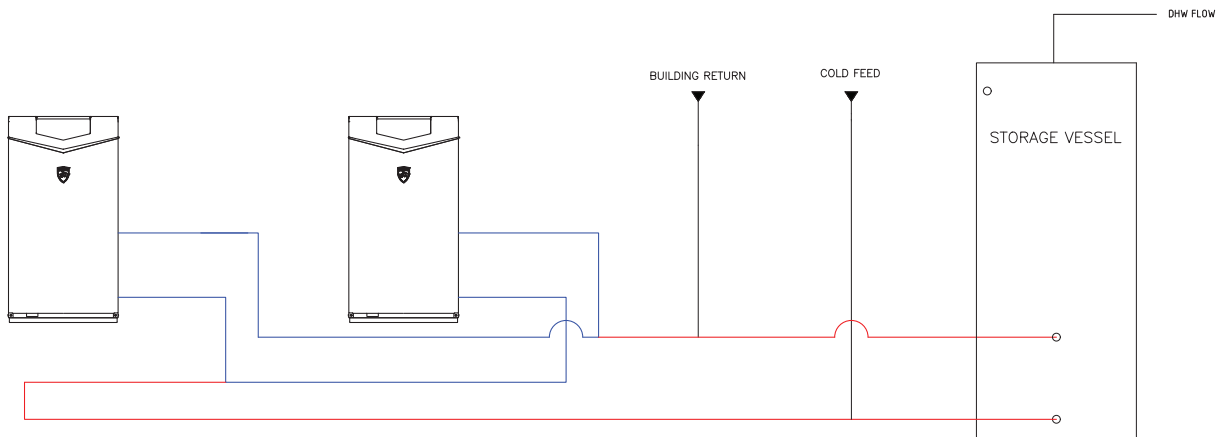 DHW FLOW
BUILDING RETURN
COLD FEED
STORAGE VESSEL